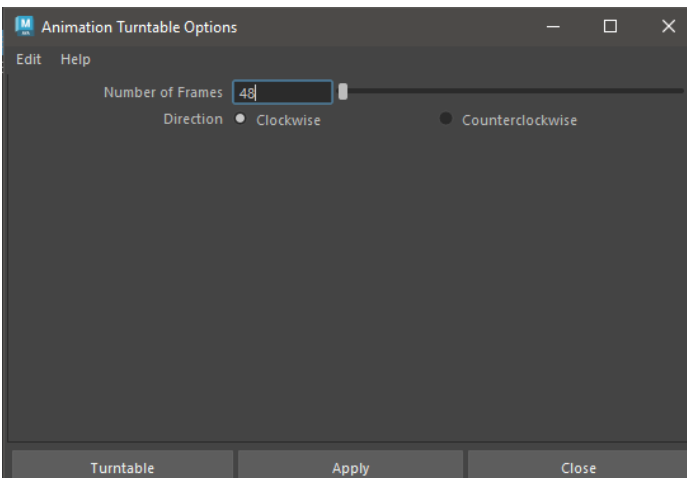 Animation Turntable Options
Edit Help
Number of Frames 48
Direction Clockwise Counterclockwise
Turntable Apply Close